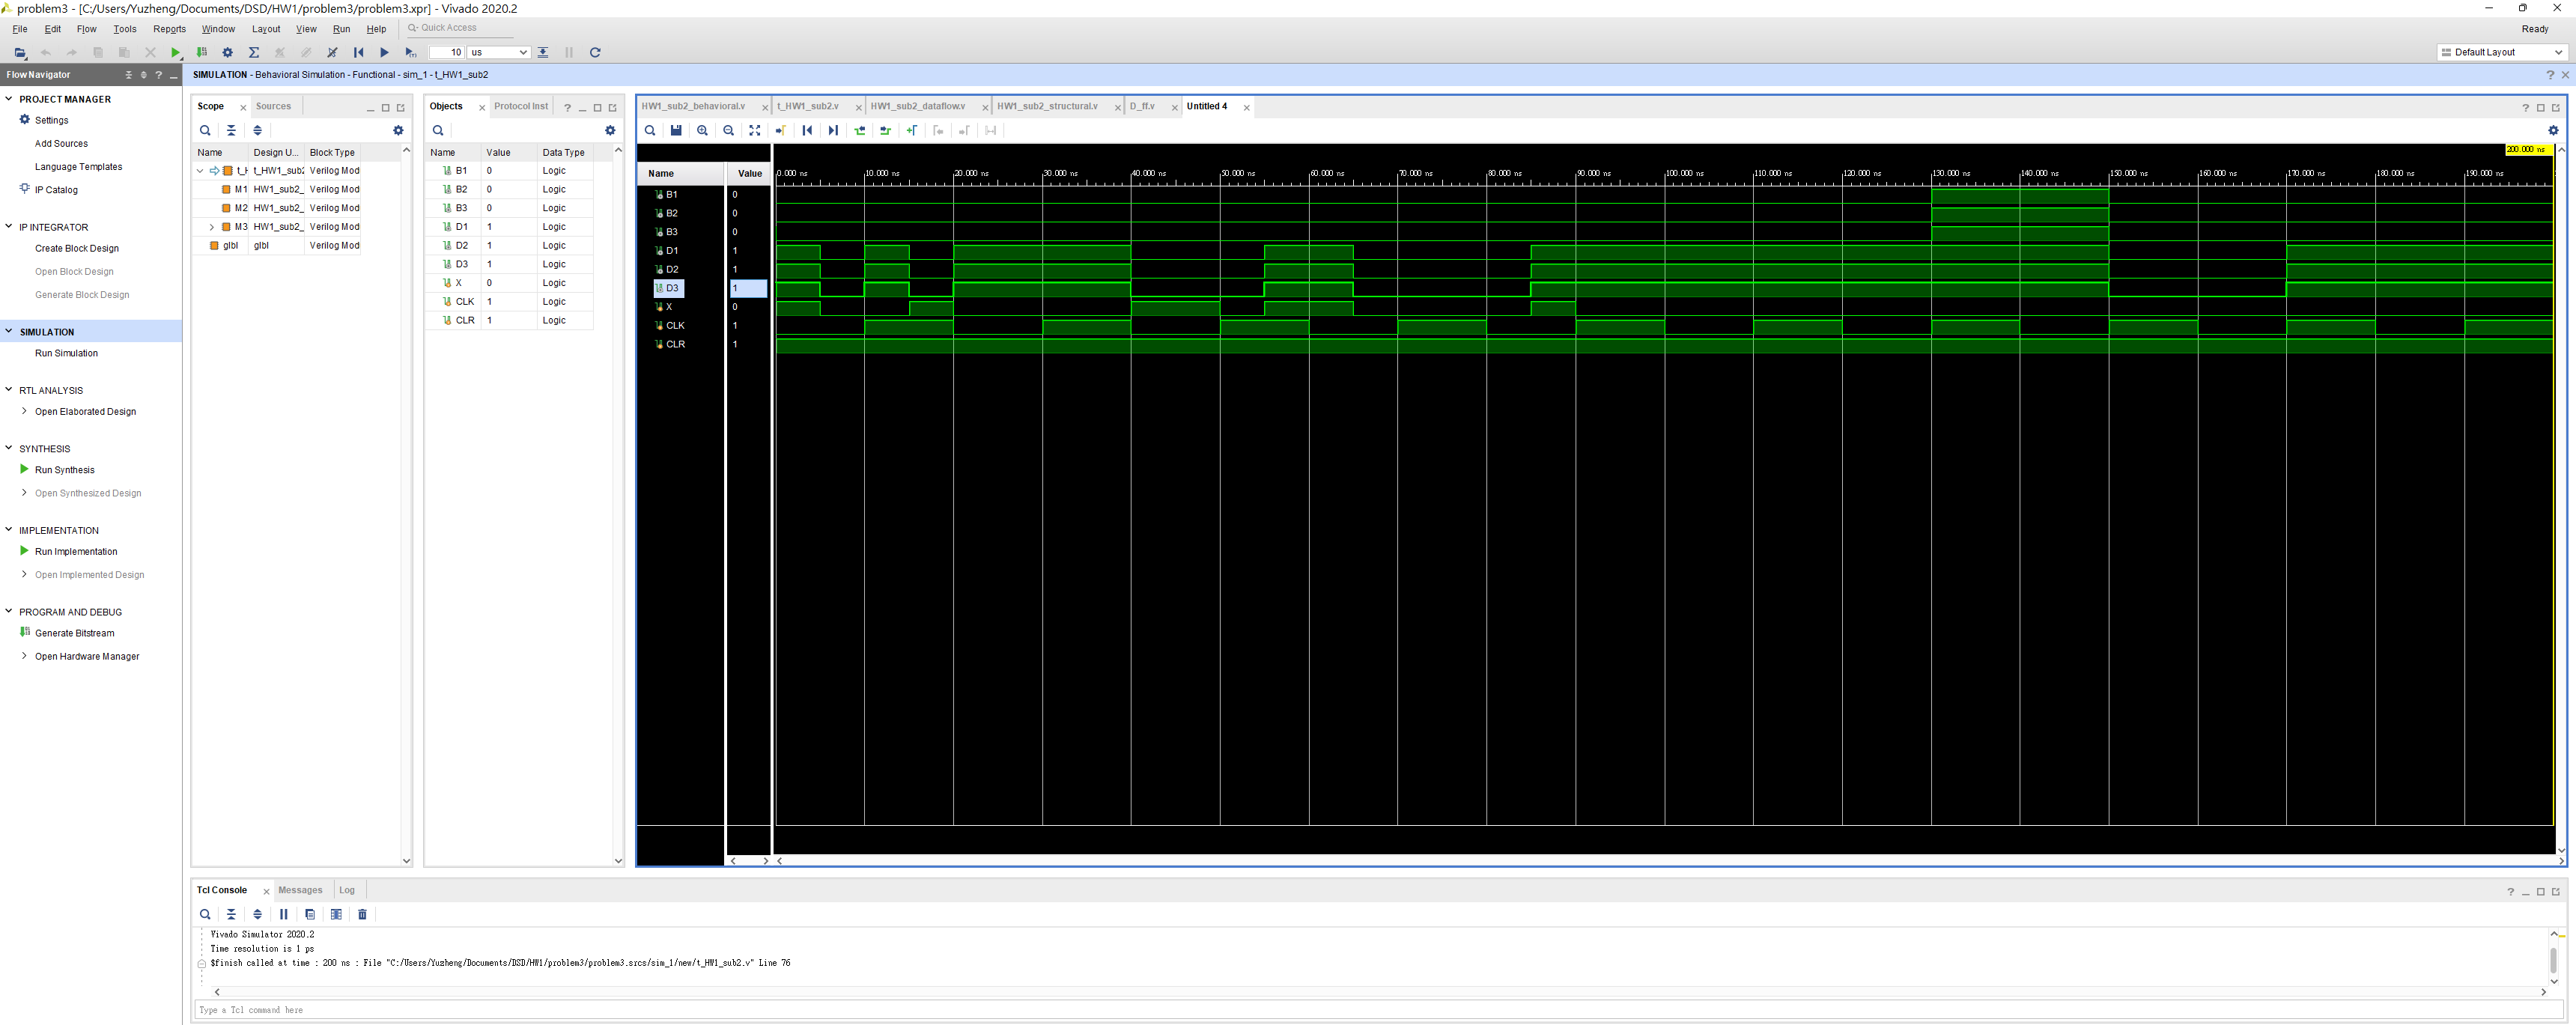 problem3 - [C:/Users/Yuzheng/Documents/DSD/HW1/problem3/problem3.xpr] - Vivado 2020.2
File Edit Flow Tools Reports Window Layout View Run Help Quick Access
Ready
10 us
Default Layout
Flow Navigator
PROJECT MANAGER
Settings
Add Sources
Language Templates
IP Catalog
IP INTEGRATOR
Create Block Design
Open Block Design
Generate Block Design
SIMULATION
Run Simulation
RTL ANALYSIS
Open Elaborated Design
SYNTHESIS
Run Synthesis
Open Synthesized Design
IMPLEMENTATION
Run Implementation
Open Implemented Design
PROGRAM AND DEBUG
Generate Bitstream
Open Hardware Manager
SIMULATION - Behavioral Simulation - Functional - sim_1 - t_HW1_sub2
Scope Sources
Name Design U... Block Type
t_H t_HW1_sub2 Verilog Mod
M1 HW1_sub2_ Verilog Mod
M2 HW1_sub2_ Verilog Mod
M3 HW1_sub2_ Verilog Mod
glbl glbl Verilog Mod
Objects Protocol Inst
Name Value Data Type
B1 0 Logic
B2 0 Logic
B3 0 Logic
D1 1 Logic
D2 1 Logic
D3 1 Logic
X 0 Logic
CLK 1 Logic
CLR 1 Logic
HW1_sub2_behavioral.v t_HW1_sub2.v HW1_sub2_dataflow.v HW1_sub2_structural.v D_ff.v Untitled 4
200.000 ns
Name Value
0.000 ns 10.000 ns 20.000 ns 30.000 ns 40.000 ns 50.000 ns 60.000 ns 70.000 ns 80.000 ns 90.000 ns 100.000 ns 110.000 ns 120.000 ns 130.000 ns 140.000 ns 150.000 ns 160.000 ns 170.000 ns 180.000 ns 190.000 ns
B1 0
B2 0
B3 0
D1 1
D2 1
D3 1
X 0
CLK 1
CLR 1
Tcl Console Messages Log
Vivado Simulator 2020.2
Time resolution is 1 ps
$finish called at time : 200 ns : File "C:/Users/Yuzheng/Documents/DSD/HW1/problem3/problem3.srcs/sim_1/new/t_HW1_sub2.v" Line 76
Type a Tcl command here